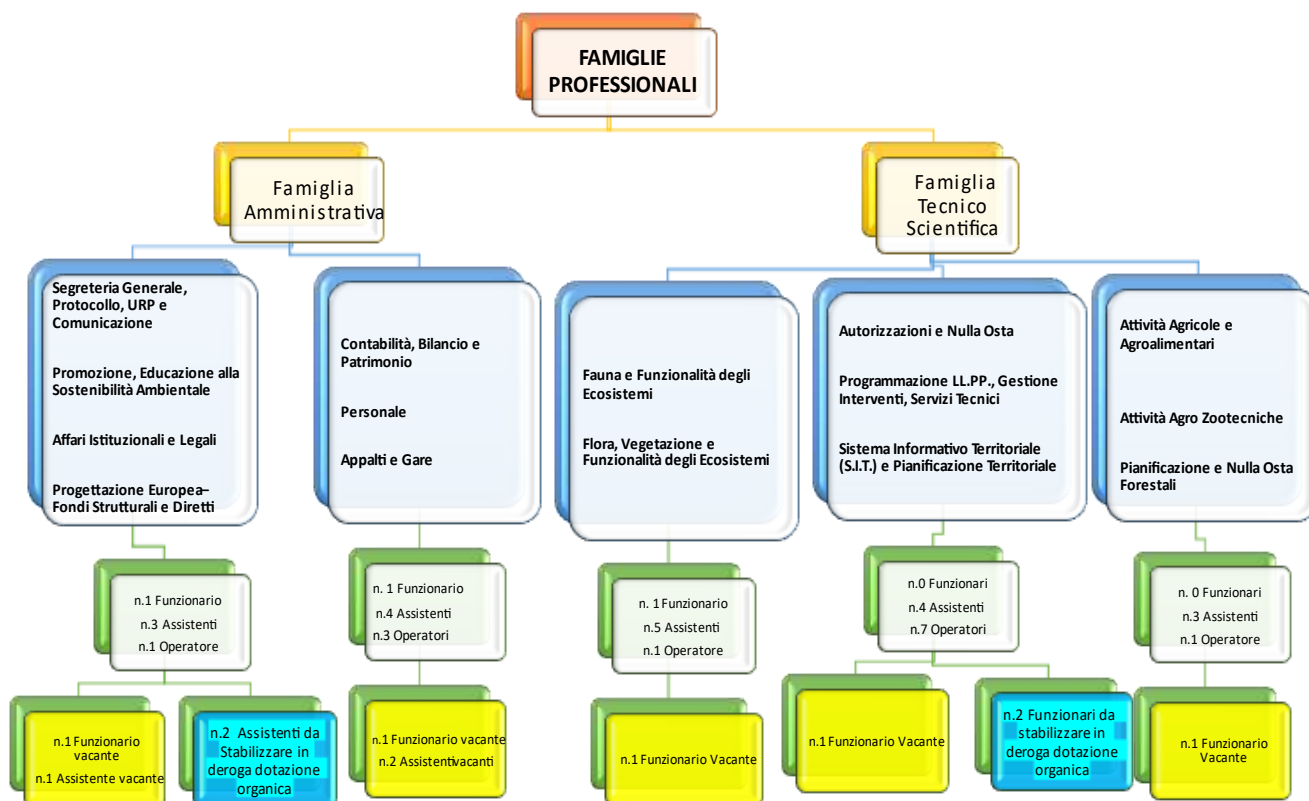 FAMIGLIE
PROFESSIONALI
Famiglia
Amministrativa
Famiglia
Tecnico
Scientifica
Segreteria Generale,
Protocollo, URP e
Comunicazione
Promozione, Educazione alla
Sostenibilità Ambientale
Affari Istituzionali e Legali
Progettazione Europea–
Fondi Strutturali e Diretti
Contabilità, Bilancio e
Patrimonio
Personale
Appalti e Gare
Fauna e Funzionalità degli
Ecosistemi
Flora, Vegetazione e
Funzionalità degli Ecosistemi
Autorizzazioni e Nulla Osta
Programmazione LL.PP., Gestione
Interventi, Servizi Tecnici
Sistema Informativo Territoriale
(S.I.T.) e Pianificazione Territoriale
Attività Agricole e
Agroalimentari
Attività Agro Zootecniche
Pianificazione e Nulla Osta
Forestali
n.1 Funzionario
n.3 Assistenti
n.1 Operatore
n. 1 Funzionario
n.4 Assistenti
n.3 Operatori
n. 1 Funzionario
n.5 Assistenti
n.1 Operatore
n.0 Funzionari
n.4 Assistenti
n.7 Operatori
n. 0 Funzionari
n.3 Assistenti
n.1 Operatore
n.1 Funzionario
vacante
n.1 Assistente vacante
n.2 Assistenti da
Stabilizzare in
deroga dotazione
organica
n.1 Funzionario vacante
n.2 Assistentivacanti
n.1 Funzionario Vacante
n.1 Funzionario Vacante
n.2 Funzionari da
stabilizzare in
deroga dotazione
organica
n.1 Funzionario
Vacante